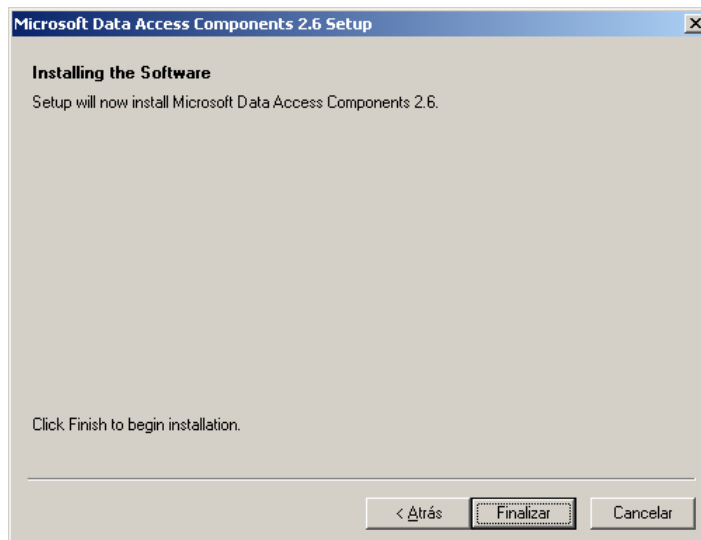 Microsoft Data Access Components 2.6 Setup
Installing the Software
Setup will now install Microsoft Data Access Components 2.6.
Click Finish to begin installation.
< Atrás Finalizar Cancelar